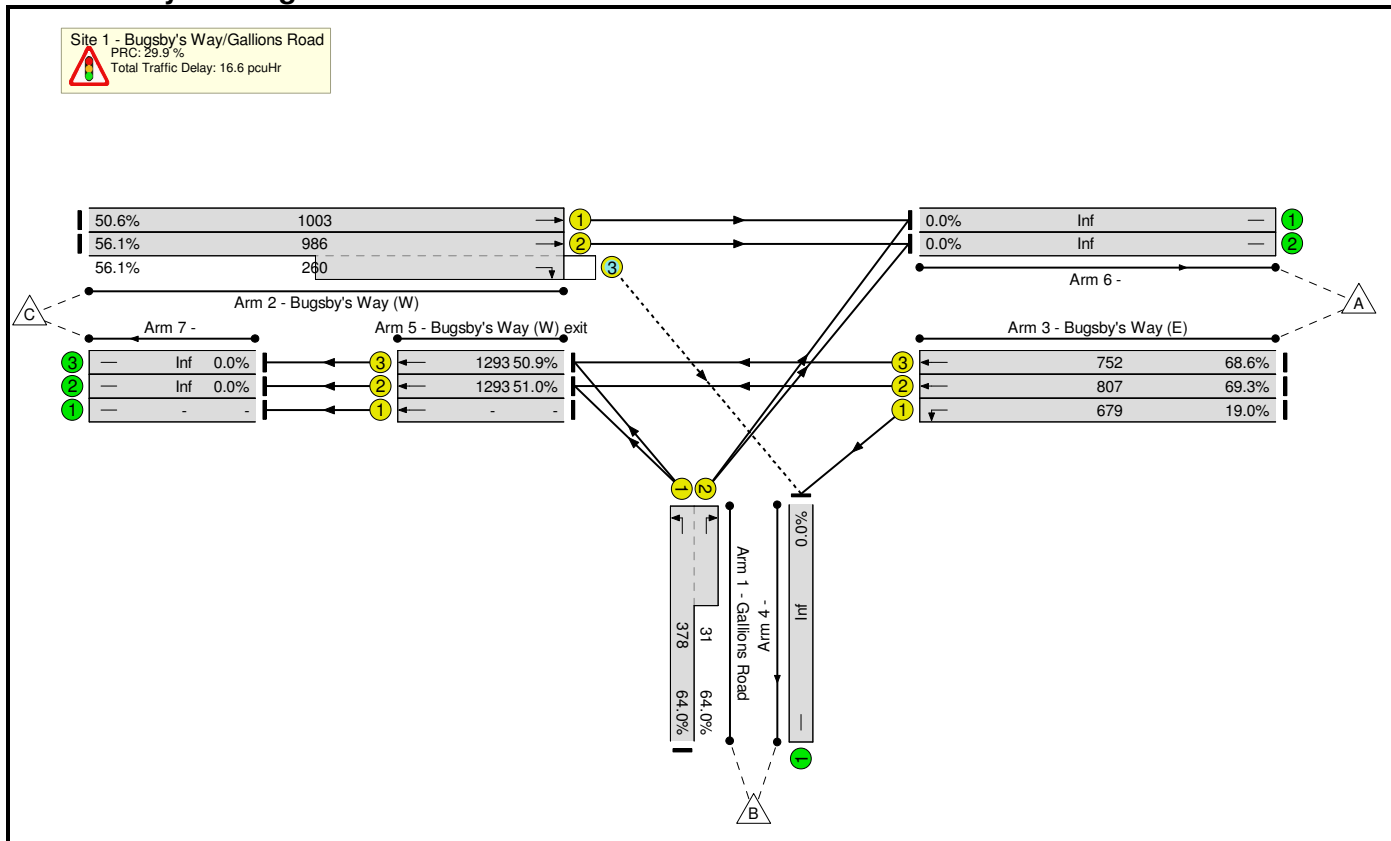 Site 1 - Bugsby's Way/Gallions Road
PRC: 29.9 %
Total Traffic Delay: 16.6 pcuHr
50.6% 1003 1
56.1% 986 2
56.1% 260 3
Arm 2 - Bugsby's Way (W)
0.0% Inf 1
0.0% Inf 2
Arm 6 -
C
A
Arm 7 -
Arm 5 - Bugsby's Way (W) exit
Arm 3 - Bugsby's Way (E)
3 Inf 0.0% 3 1293 50.9% 3 752 68.6%
2 Inf 0.0% 2 1293 51.0% 2 807 69.3%
1 - - 1 - - 1 679 19.0%
1 2
378 64.0%
31 64.0%
Arm 1 - Gallions Road
Arm 4 -
0.0% Inf
1
B